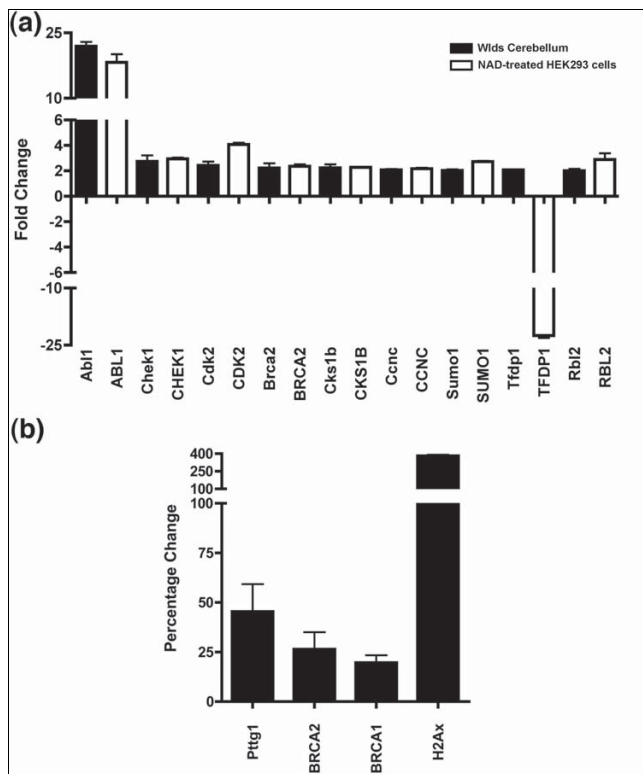 (a)
25
10
6
4
2
0
-2
-4
-6
-10
-25
Fold Change
Wlds Cerebellum
NAD-treated HEK293 cells
Abl1
ABL1
Chek1
CHEK1
Cdk2
CDK2
Brca2
BRCA2
Cks1b
CKS1B
Ccnc
CCNC
Sumo1
SUMO1
Tfdp1
TFDP1
Rbl2
RBL2
(b)
400
250
100
100
75
50
25
0
Percentage Change
Pttg1
BRCA2
BRCA1
H2Ax